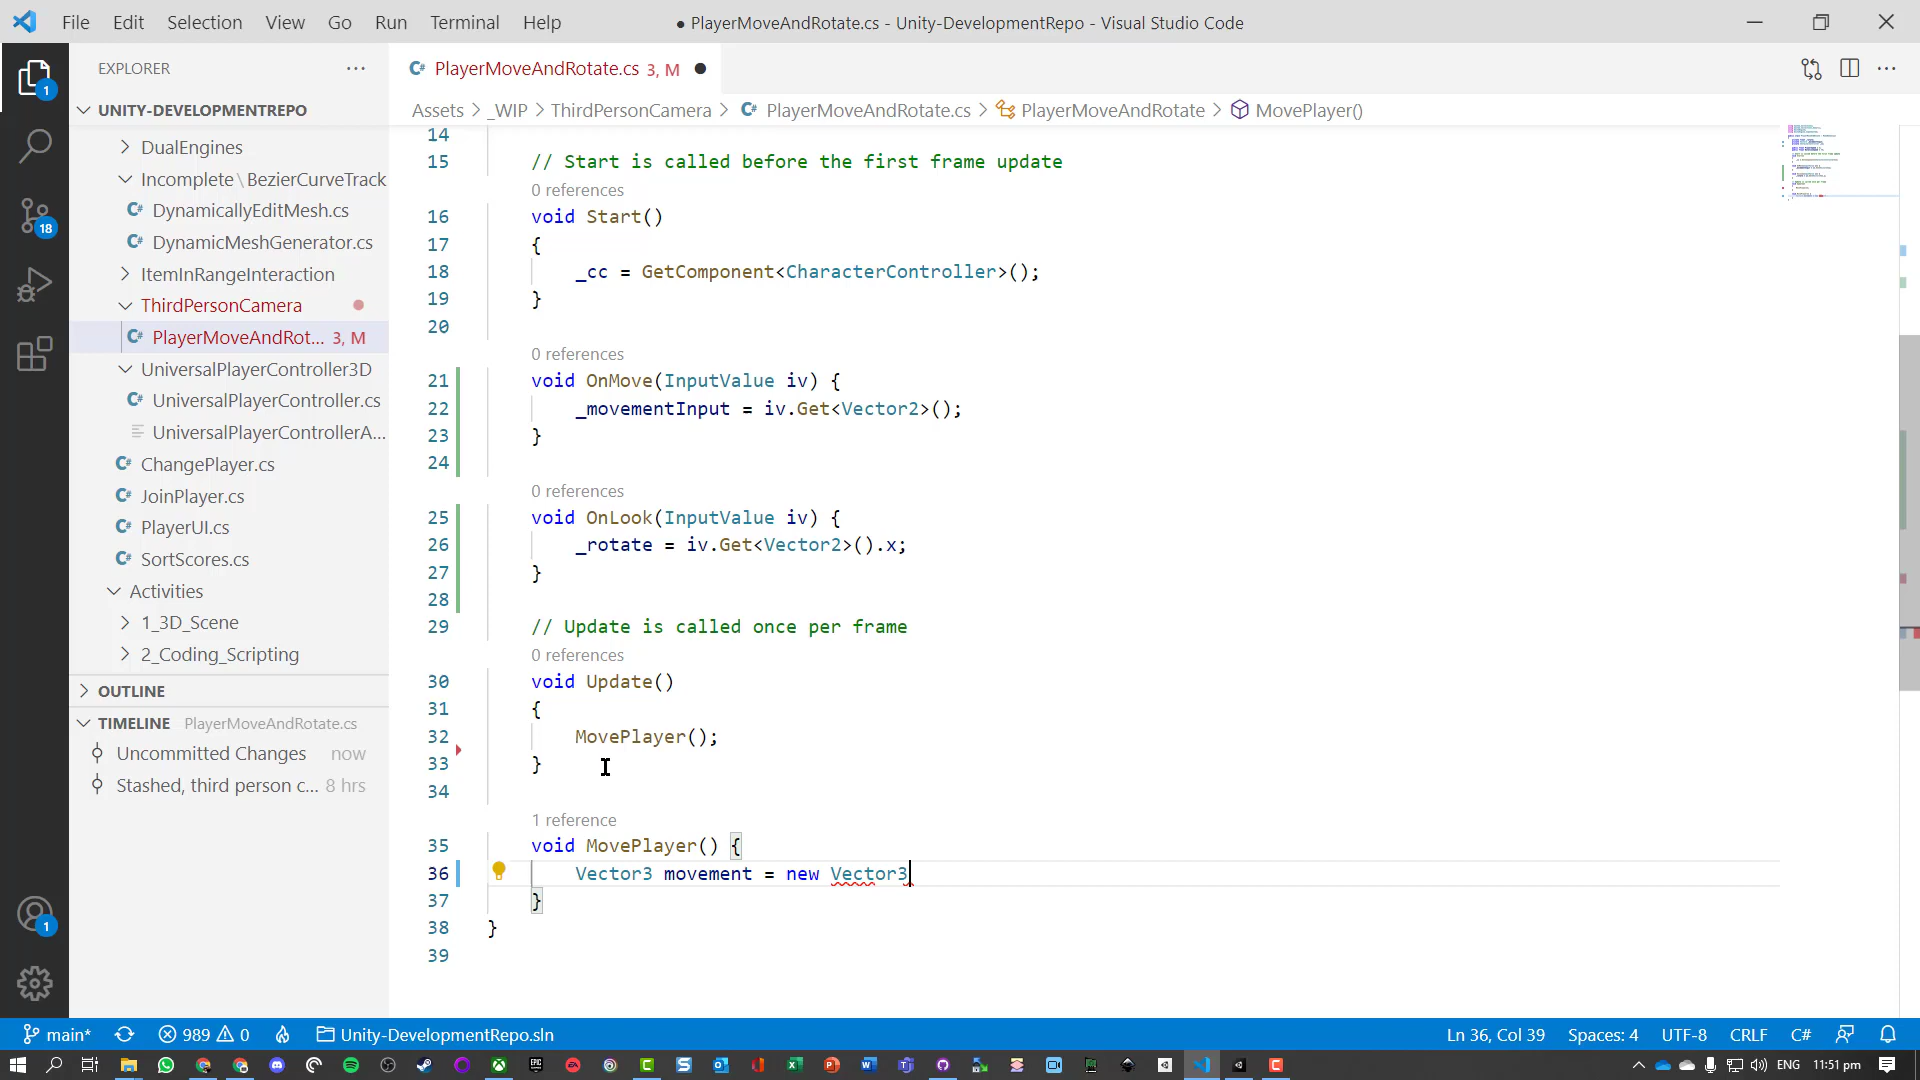 File Edit Selection View Go Run Terminal Help
● PlayerMoveAndRotate.cs - Unity-DevelopmentRepo - Visual Studio Code
EXPLORER
PlayerMoveAndRotate.cs 3, M
UNITY-DEVELOPMENTREPO
Assets > _WIP > ThirdPersonCamera > PlayerMoveAndRotate.cs > PlayerMoveAndRotate > MovePlayer()
DualEngines
Incomplete \ BezierCurveTrack
DynamicallyEditMesh.cs
DynamicMeshGenerator.cs
ItemInRangeInteraction
ThirdPersonCamera
PlayerMoveAndRot... 3, M
UniversalPlayerController3D
UniversalPlayerController.cs
UniversalPlayerControllerA...
ChangePlayer.cs
JoinPlayer.cs
PlayerUI.cs
SortScores.cs
Activities
1_3D_Scene
2_Coding_Scripting
OUTLINE
TIMELINE PlayerMoveAndRotate.cs
Uncommitted Changes now
Stashed, third person c... 8 hrs
1
18
1
14
15 // Start is called before the first frame update
0 references
16 void Start()
17 {
18 _cc = GetComponent<CharacterController>();
19 }
20
0 references
21 void OnMove(InputValue iv) {
22 _movementInput = iv.Get<Vector2>();
23 }
24
0 references
25 void OnLook(InputValue iv) {
26 _rotate = iv.Get<Vector2>().x;
27 }
28
29 // Update is called once per frame
0 references
30 void Update()
31 {
32 MovePlayer();
33 }
34
1 reference
35 void MovePlayer() {
36 Vector3 movement = new Vector3
37 }
38 }
39
main* 989 0 Unity-DevelopmentRepo.sln
Ln 36, Col 39 Spaces: 4 UTF-8 CRLF C#
ENG 11:51 pm